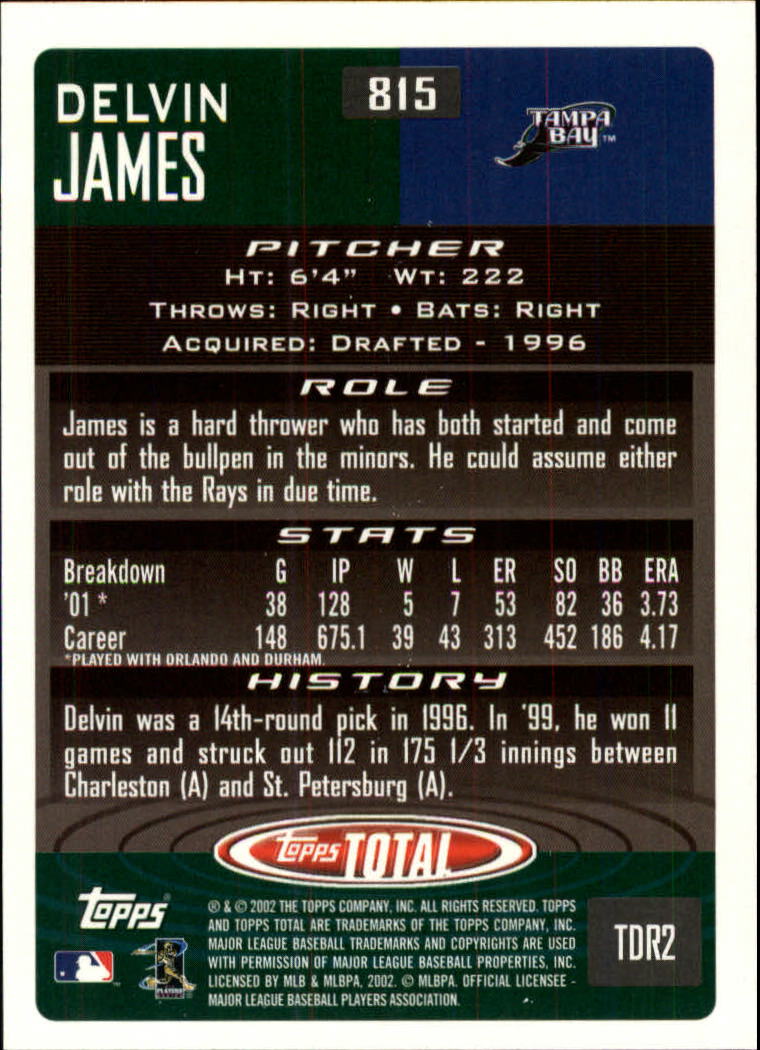 DELVIN
JAMES
815
TAMPA
BAY™
PITCHER
HT: 6'4" WT: 222
THROWS: RIGHT • BATS: RIGHT
ACQUIRED: DRAFTED - 1996
ROLE
James is a hard thrower who has both started and come
out of the bullpen in the minors. He could assume either
role with the Rays in due time.
STATS
Breakdown G IP W L ER SO BB ERA
'01 * 38 128 5 7 53 82 36 3.73
Career 148 675.1 39 43 313 452 186 4.17
*PLAYED WITH ORLANDO AND DURHAM.
HISTORY
Delvin was a 14th-round pick in 1996. In '99, he won 11
games and struck out 112 in 175 1/3 innings between
Charleston (A) and St. Petersburg (A).
Topps TOTAL
Topps®
® & © 2002 THE TOPPS COMPANY, INC. ALL RIGHTS RESERVED. TOPPS
AND TOPPS TOTAL ARE TRADEMARKS OF THE TOPPS COMPANY, INC.
MAJOR LEAGUE BASEBALL TRADEMARKS AND COPYRIGHTS ARE USED
WITH PERMISSION OF MAJOR LEAGUE BASEBALL PROPERTIES, INC.
LICENSED BY MLB & MLBPA, 2002. © MLBPA. OFFICIAL LICENSEE -
MAJOR LEAGUE BASEBALL PLAYERS ASSOCIATION.
TDR2
PLAYERS